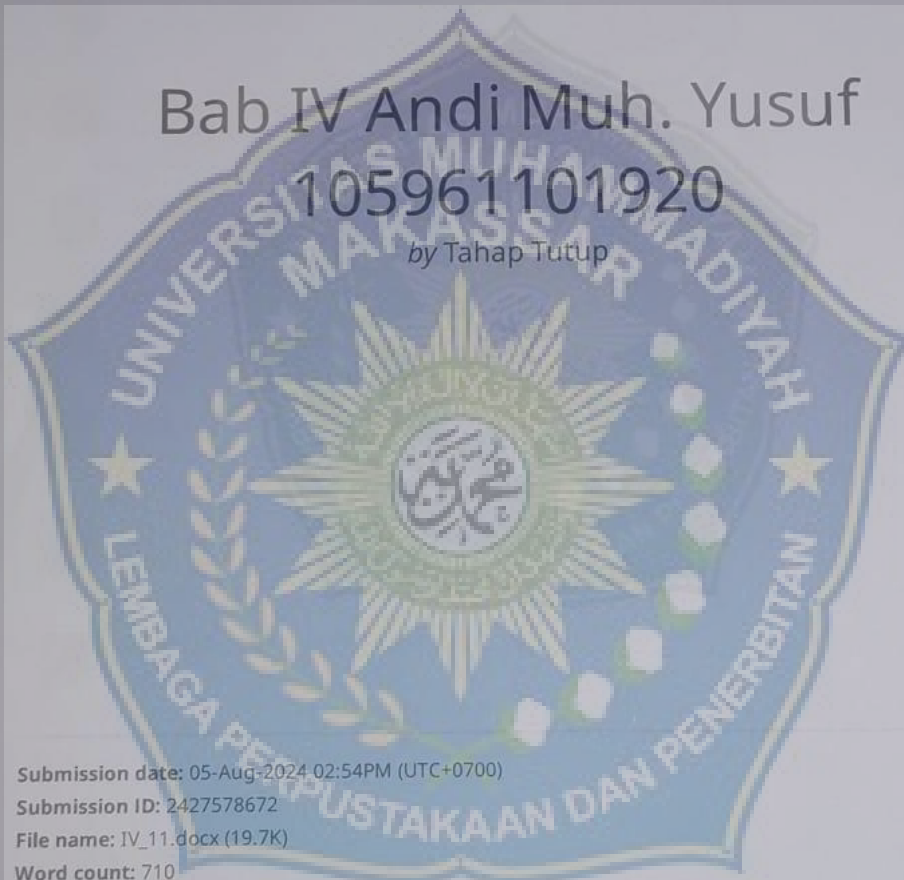 Bab IV Andi Muh. Yusuf
105961101920
by Tahap Tutup
UNIVERSITAS MUHAMMADIYAH
MAKASSAR
محمد
LEMBAGA PERPUSTAKAAN DAN PENERBITAN
Submission date: 05-Aug-2024 02:54PM (UTC+0700)
Submission ID: 2427578672
File name: IV_11.docx (19.7K)
Word count: 710